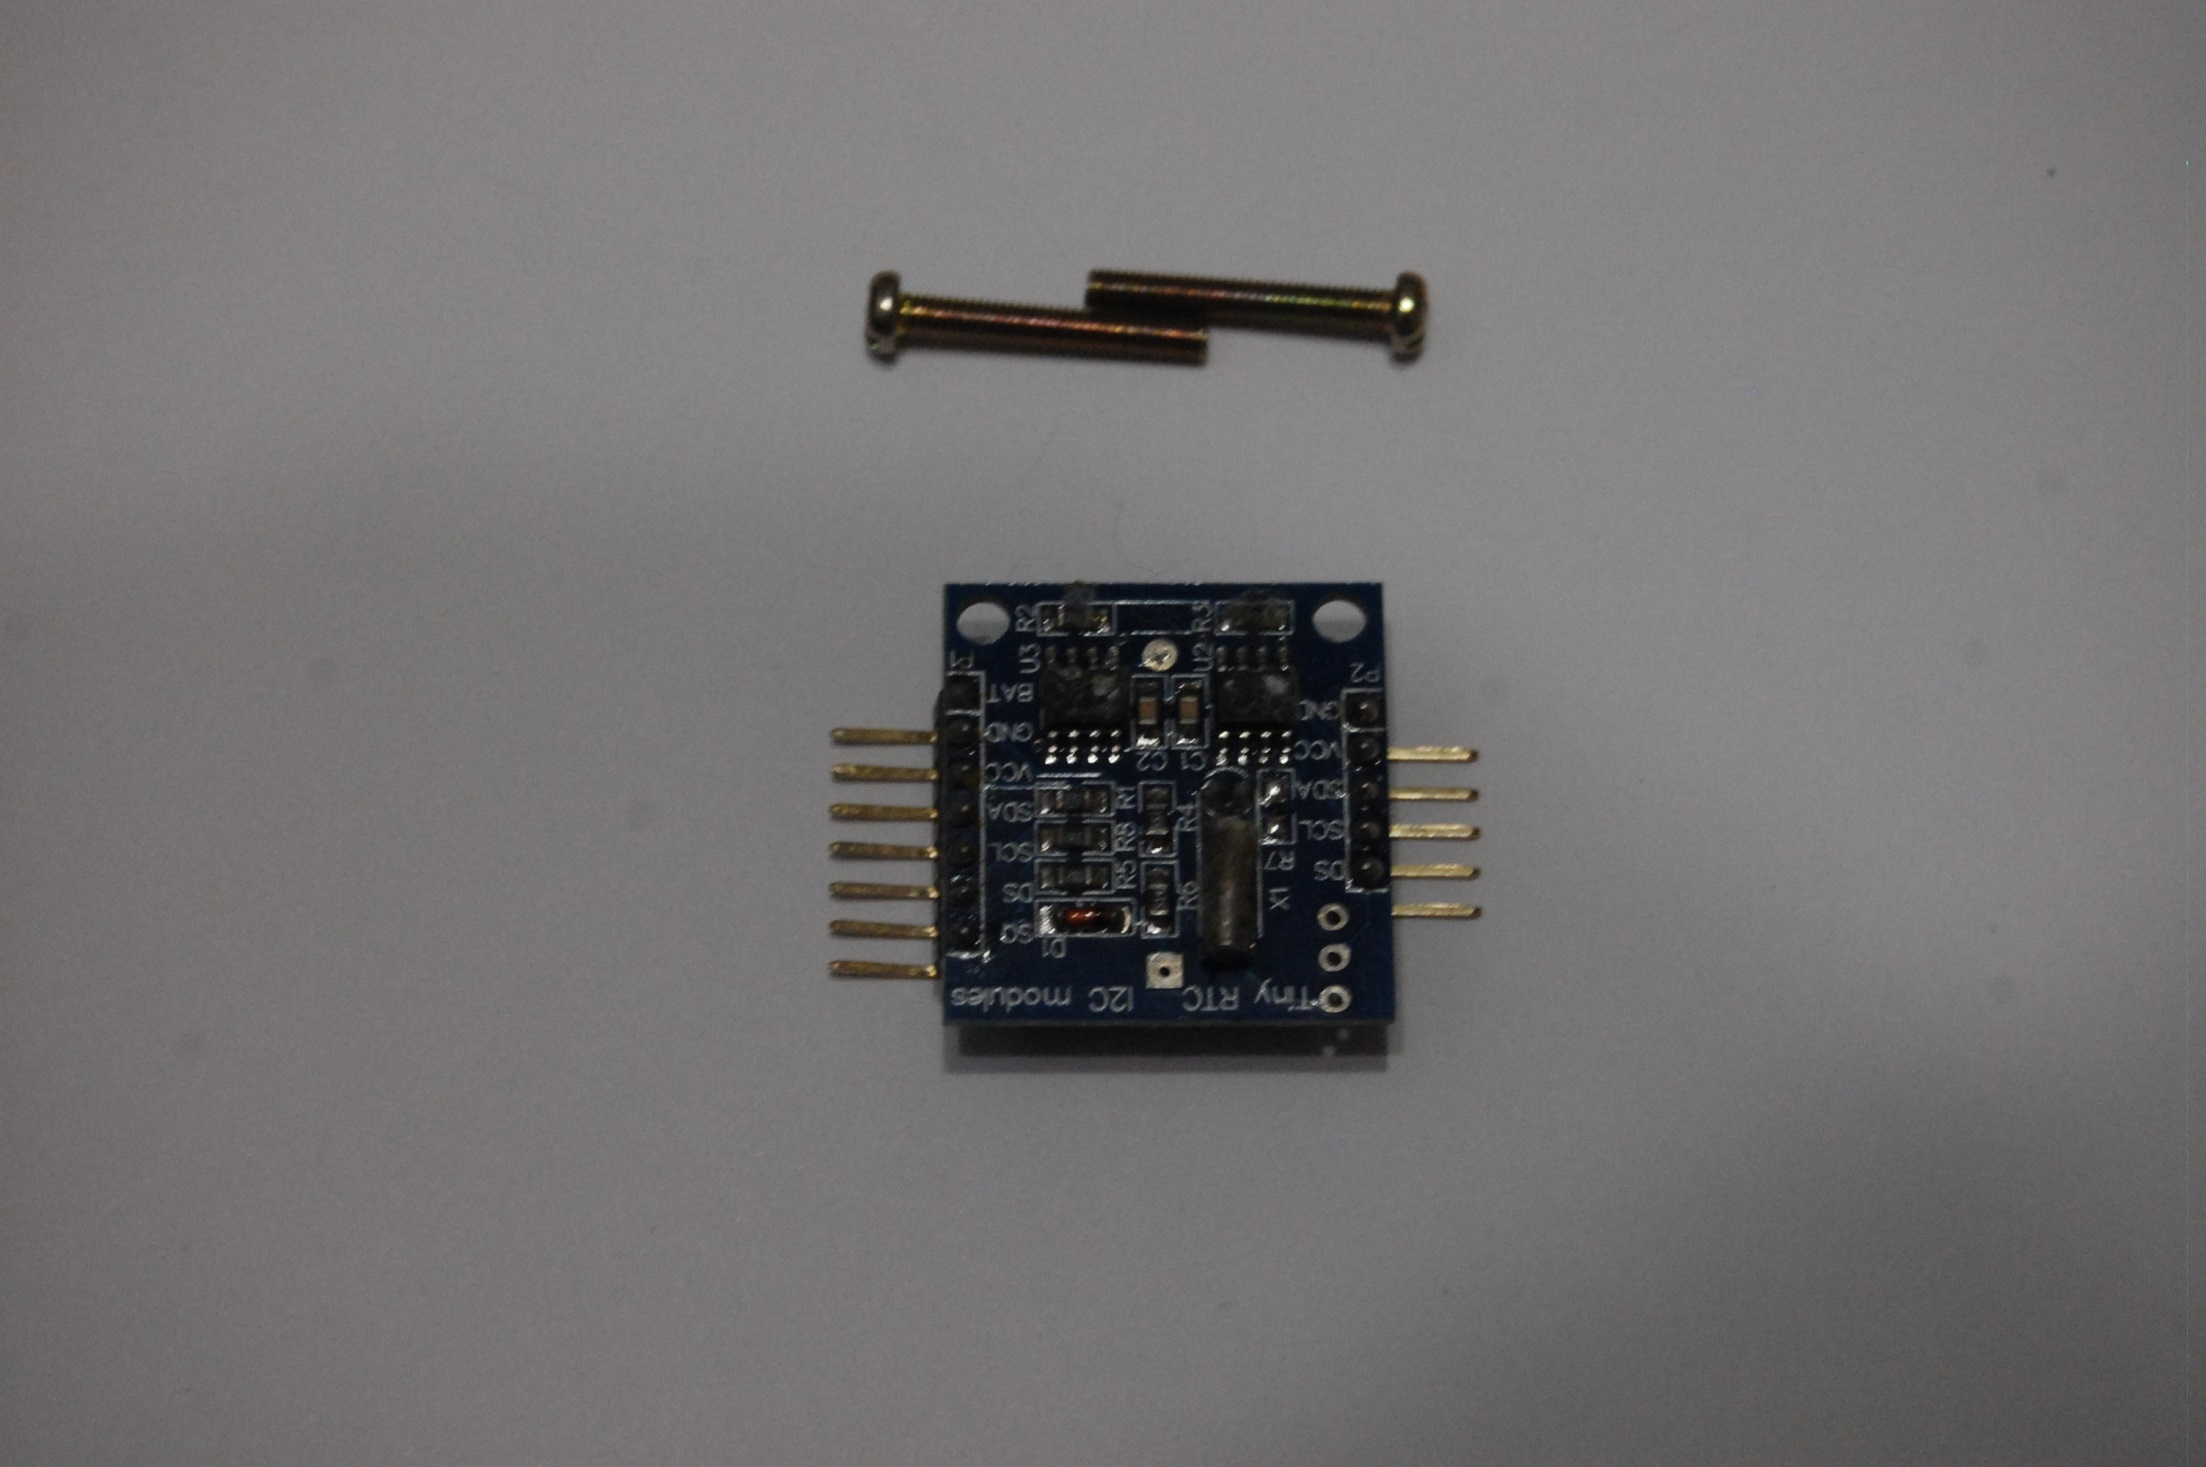 R2
R3
U3
U2
P2
BAT
GND
VCC
SDA
SCL
DS
SQ
GND
VCC
SDA
SCL
DS
C2
C1
R1
R8
R5
R4
R6
R7
X1
D1
Tiny RTC I2C modules